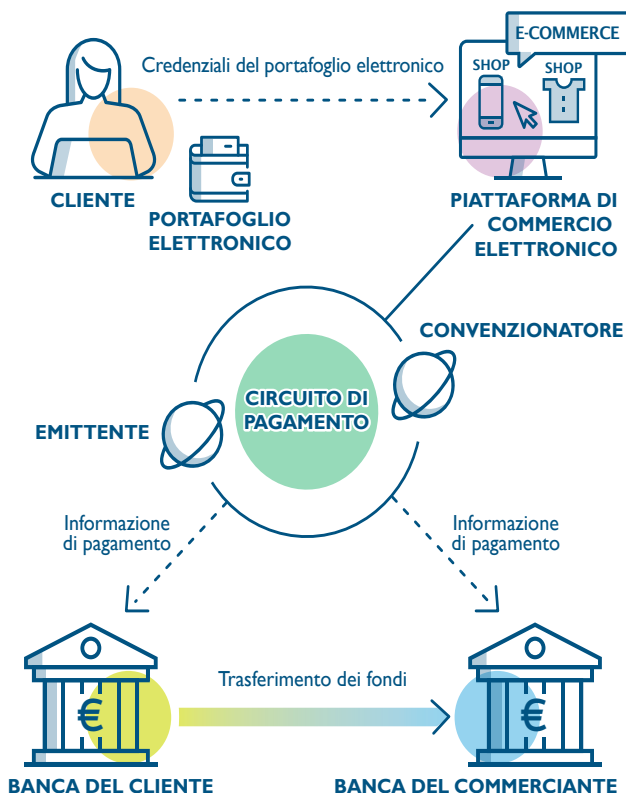 E-COMMERCE
Credenziali del portafoglio elettronico
SHOP
SHOP
CLIENTE
PORTAFOGLIO
ELETTRONICO
PIATTAFORMA DI
COMMERCIO
ELETTRONICO
CONVENZIONATORE
CIRCUITO DI
PAGAMENTO
EMITTENTE
Informazione
di pagamento
Informazione
di pagamento
Trasferimento dei fondi
€
€
BANCA DEL CLIENTE
BANCA DEL COMMERCIANTE